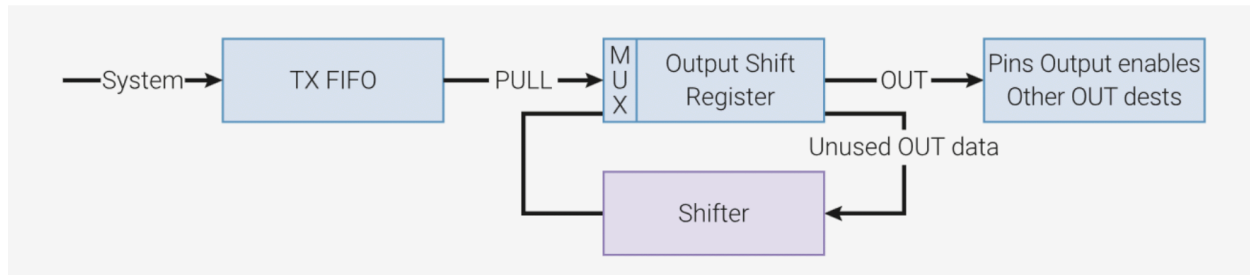 System
TX FIFO
PULL
M
U
X
Output Shift
Register
OUT
Pins Output enables
Other OUT dests
Unused OUT data
Shifter